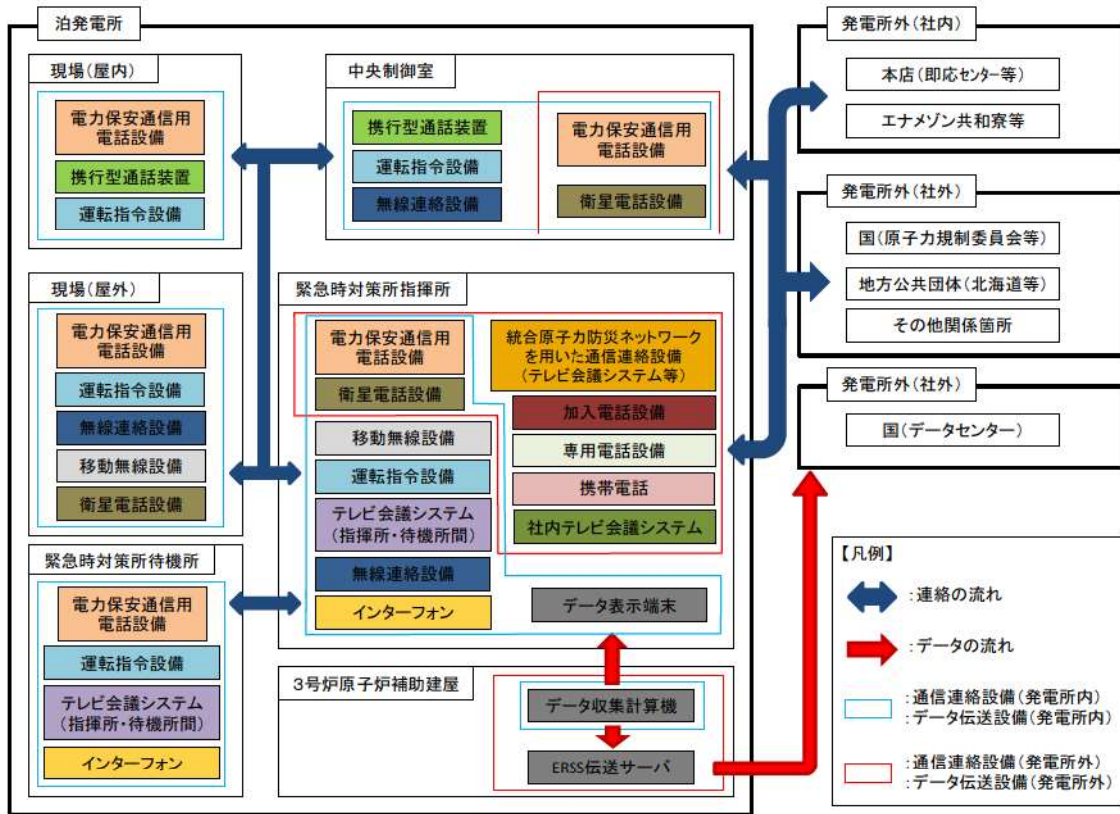 泊発電所
現場(屋内)
電力保安通信用
電話設備
携行型通話装置
運転指令設備
中央制御室
携行型通話装置
運転指令設備
無線連絡設備
電力保安通信用
電話設備
衛星電話設備
現場(屋外)
電力保安通信用
電話設備
運転指令設備
無線連絡設備
移動無線設備
衛星電話設備
緊急時対策所指揮所
電力保安通信用
電話設備
衛星電話設備
移動無線設備
運転指令設備
テレビ会議システム
(指揮所・待機所間)
無線連絡設備
インターフォン
統合原子力防災ネットワーク
を用いた通信連絡設備
(テレビ会議システム等)
加入電話設備
専用電話設備
携帯電話
社内テレビ会議システム
データ表示端末
緊急時対策所待機所
電力保安通信用
電話設備
運転指令設備
テレビ会議システム
(指揮所・待機所間)
インターフォン
3号炉原子炉補助建屋
データ収集計算機
ERSS伝送サーバ
発電所外(社内)
本店(即応センター等)
エナメゾン共和寮等
発電所外(社外)
国(原子力規制委員会等)
地方公共団体(北海道等)
その他関係箇所
発電所外(社外)
国(データセンター)
【凡例】
:連絡の流れ
:データの流れ
:通信連絡設備(発電所内)
:データ伝送設備(発電所内)
:通信連絡設備(発電所外)
:データ伝送設備(発電所外)